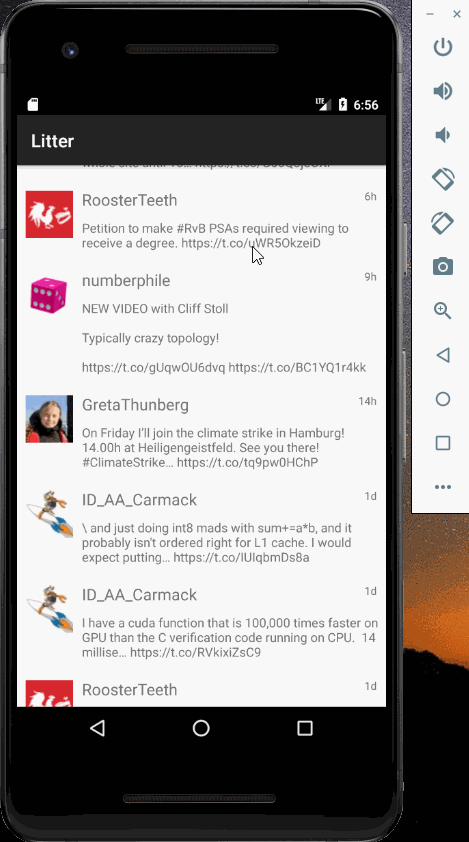 LTE 6:56
Litter
RoosterTeeth 6h
Petition to make #RvB PSAs required viewing to
receive a degree. https://t.co/uWR5OkzeiD
numberphile 9h
NEW VIDEO with Cliff Stoll
Typically crazy topology!
https://t.co/gUqwOU6dvq https://t.co/BC1YQ1r4kk
GretaThunberg 14h
On Friday I'll join the climate strike in Hamburg!
14.00h at Heiligengeistfeld. See you there!
#ClimateStrike… https://t.co/tq9pw0HChP
ID_AA_Carmack 1d
\ and just doing int8 mads with sum+=a*b, and it
probably isn't ordered right for L1 cache. I would
expect putting… https://t.co/IUIqbmDs8a
ID_AA_Carmack 1d
I have a cuda function that is 100,000 times faster on
GPU than the C verification code running on CPU. 14
millise… https://t.co/RVkixiZsC9
RoosterTeeth 1d